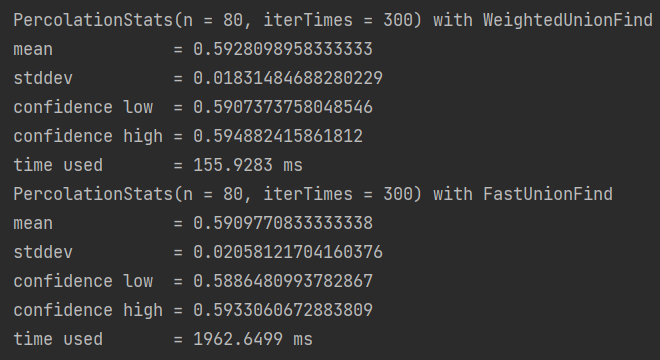 PercolationStats(n = 80, iterTimes = 300) with WeightedUnionFind
mean            = 0.5928098958333333
stddev          = 0.01831484688280229
confidence low  = 0.5907373758048546
confidence high = 0.594882415861812
time used       = 155.9283 ms
PercolationStats(n = 80, iterTimes = 300) with FastUnionFind
mean            = 0.5909770833333338
stddev          = 0.02058121704160376
confidence low  = 0.5886480993782867
confidence high = 0.5933060672883809
time used       = 1962.6499 ms